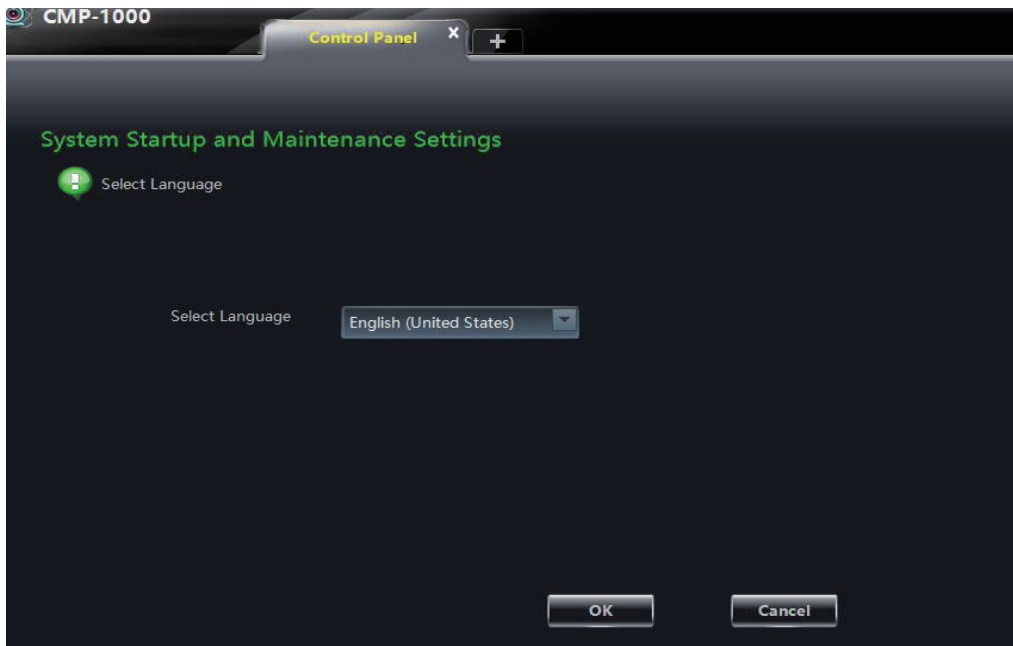 CMP-1000
Control Panel
System Startup and Maintenance Settings
Select Language
Select Language English (United States)
OK Cancel